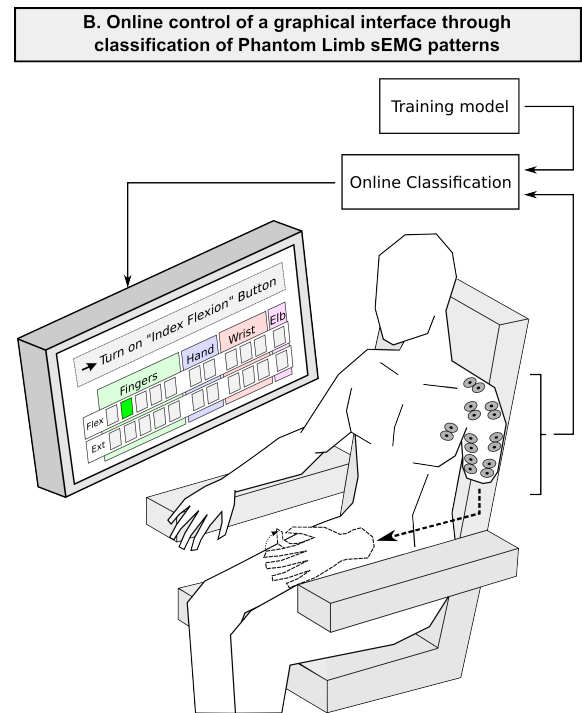 B. Online control of a graphical interface through
classification of Phantom Limb sEMG patterns
Training model
Online Classification
Turn on "Index Flexion" Button
Fingers Hand Wrist Elb
Flex
Ext